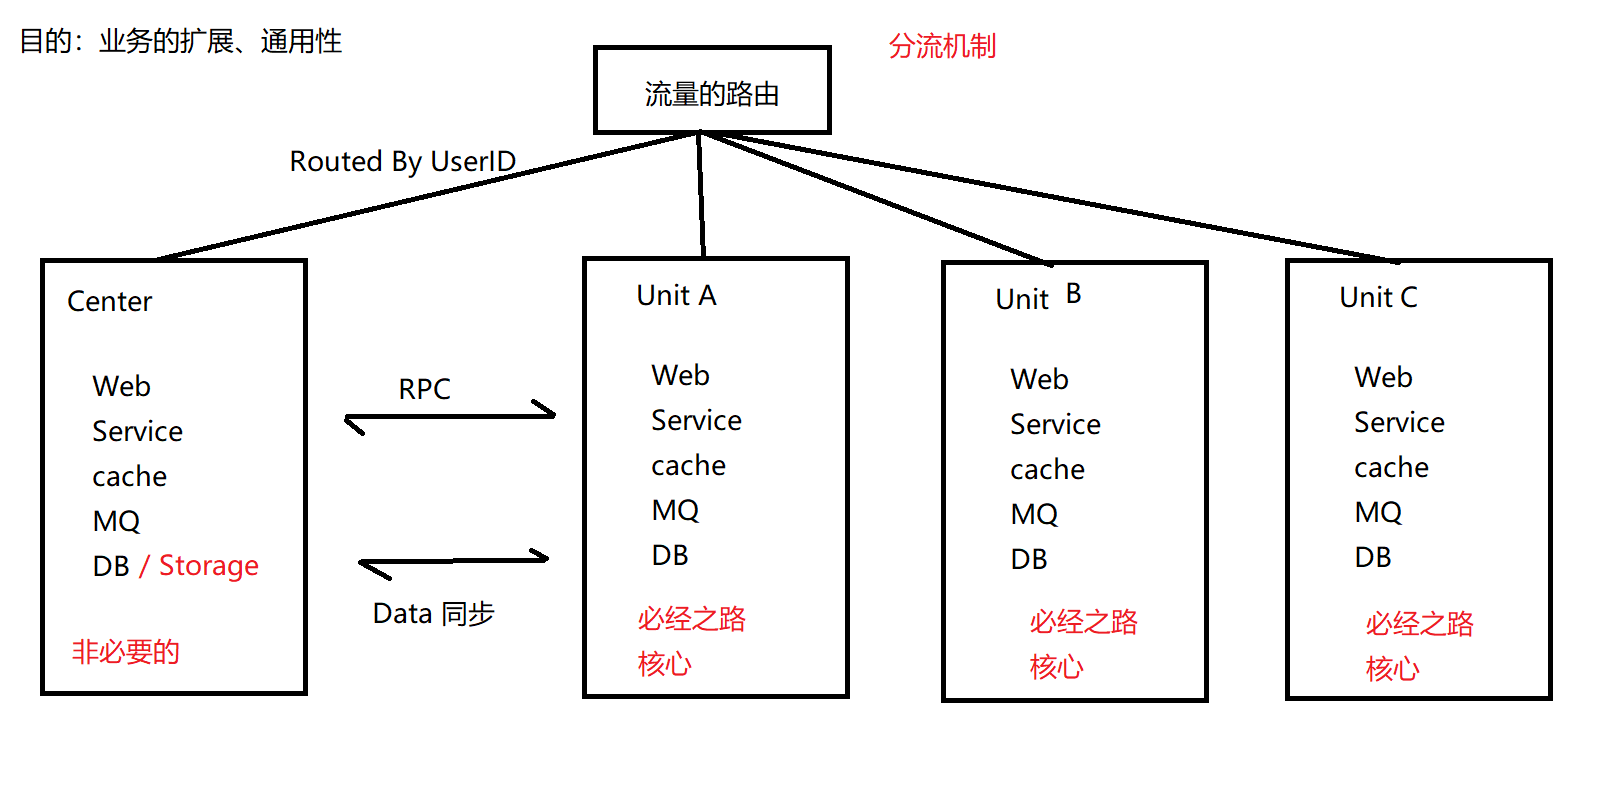 目的：业务的扩展、通用性
分流机制
流量的路由
Routed By UserID
Center
Web
Service
cache
MQ
DB / Storage
非必要的
RPC
Data 同步
Unit A
Web
Service
cache
MQ
DB
必经之路
核心
Unit B
Web
Service
cache
MQ
DB
必经之路
核心
Unit C
Web
Service
cache
MQ
DB
必经之路
核心